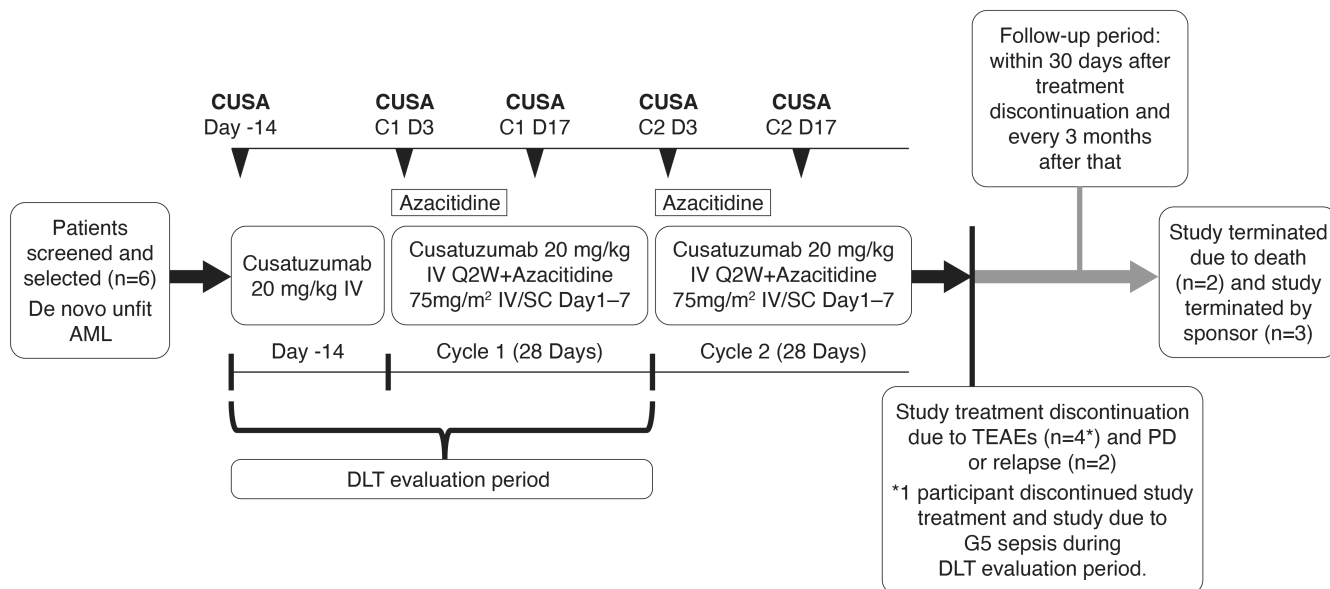 CUSA
Day -14
CUSA
C1 D3
CUSA
C1 D17
CUSA
C2 D3
CUSA
C2 D17
Follow-up period:
within 30 days after
treatment
discontinuation and
every 3 months
after that
Azacitidine
Azacitidine
Patients
screened and
selected (n=6)
De novo unfit
AML
Cusatuzumab
20 mg/kg IV
Cusatuzumab 20 mg/kg
IV Q2W+Azacitidine
75mg/m² IV/SC Day1–7
Cusatuzumab 20 mg/kg
IV Q2W+Azacitidine
75mg/m² IV/SC Day1–7
Study terminated
due to death
(n=2) and study
terminated by
sponsor (n=3)
Day -14
Cycle 1 (28 Days)
Cycle 2 (28 Days)
DLT evaluation period
Study treatment discontinuation
due to TEAEs (n=4*) and PD
or relapse (n=2)
*1 participant discontinued study
treatment and study due to
G5 sepsis during
DLT evaluation period.